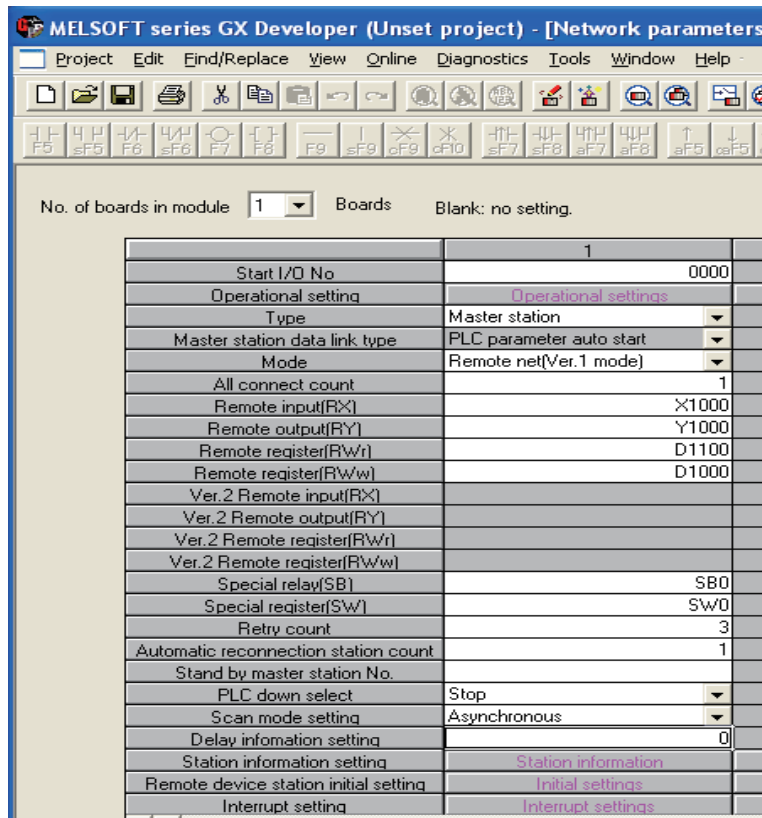 MELSOFT series GX Developer (Unset project) - [Network parameters
Project Edit Find/Replace View Online Diagnostics Tools Window Help
F5 sF5 F6 sF6 F7 F8 F9 sF9 cF9 cF10 sF7 sF8 aF7 aF8 aF5 caF5
No. of boards in module 1 Boards Blank: no setting.
1
Start I/O No 0000
Operational setting Operational settings
Type Master station
Master station data link type PLC parameter auto start
Mode Remote net(Ver.1 mode)
All connect count 1
Remote input(RX) X1000
Remote output(RY) Y1000
Remote register(RWr) D1100
Remote register(RWw) D1000
Ver.2 Remote input(RX)
Ver.2 Remote output(RY)
Ver.2 Remote register(RWr)
Ver.2 Remote register(RWw)
Special relay(SB) SB0
Special register(SW) SW0
Retry count 3
Automatic reconnection station count 1
Stand by master station No.
PLC down select Stop
Scan mode setting Asynchronous
Delay infomation setting 0
Station information setting Station information
Remote device station initial setting Initial settings
Interrupt setting Interrupt settings